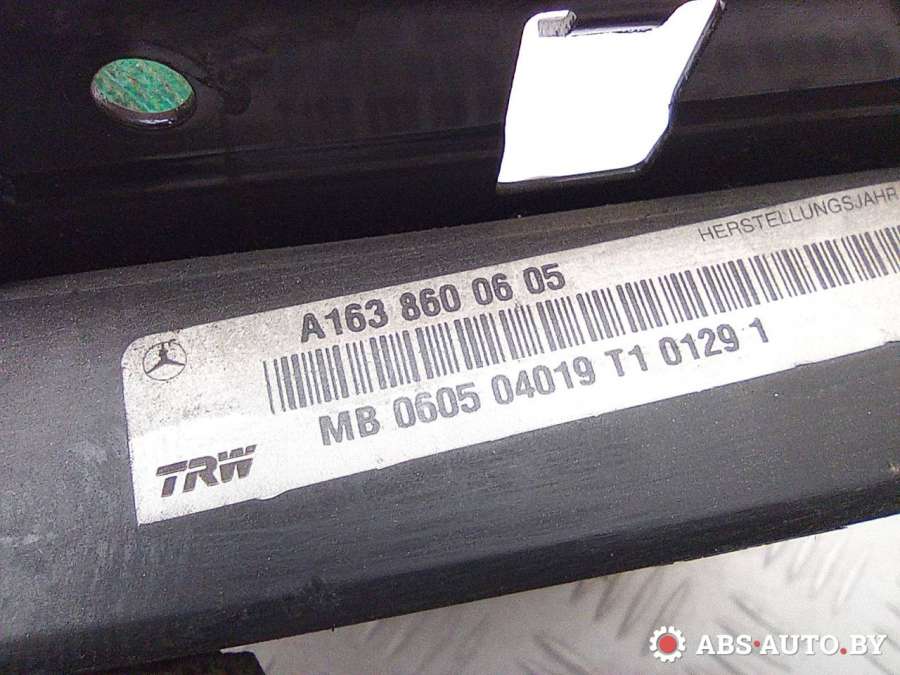 HERSTELLUNGSJAHR
A163 860 06 05
MB 0605 04019 T1 0129 1
TRW
ABS-AUTO.BY